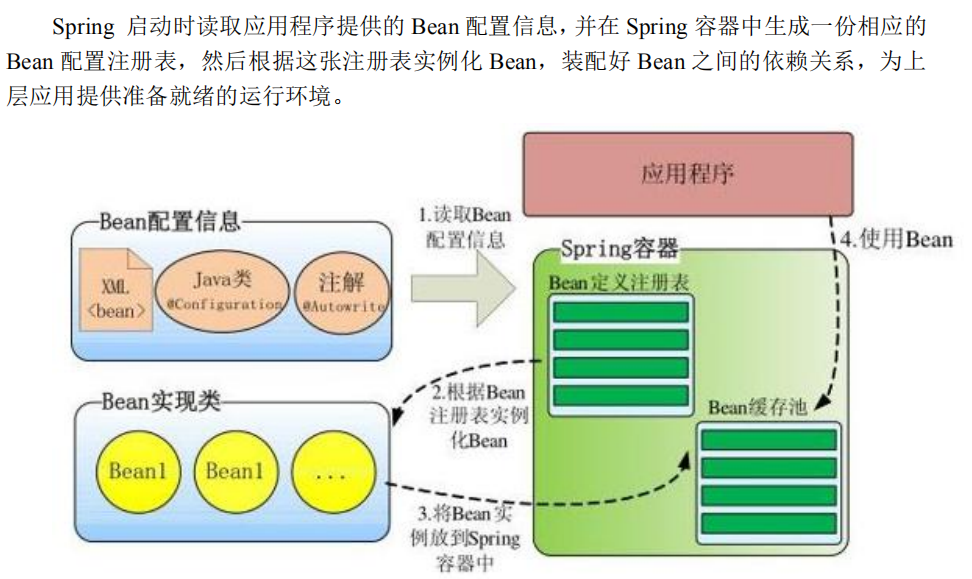 Spring 启动时读取应用程序提供的 Bean 配置信息，并在 Spring 容器中生成一份相应的
Bean 配置注册表，然后根据这张注册表实例化 Bean，装配好 Bean 之间的依赖关系，为上
层应用提供准备就绪的运行环境。
应用程序
Bean配置信息
XML
<bean>
Java类
@Configuration
注解
@Autowrite
1.读取Bean
配置信息
Spring容器
4.使用Bean
Bean定义注册表
2.根据Bean
注册表实例
化Bean
Bean实现类
Bean1
Bean1
...
Bean缓存池
3.将Bean实
例放到Spring
容器中